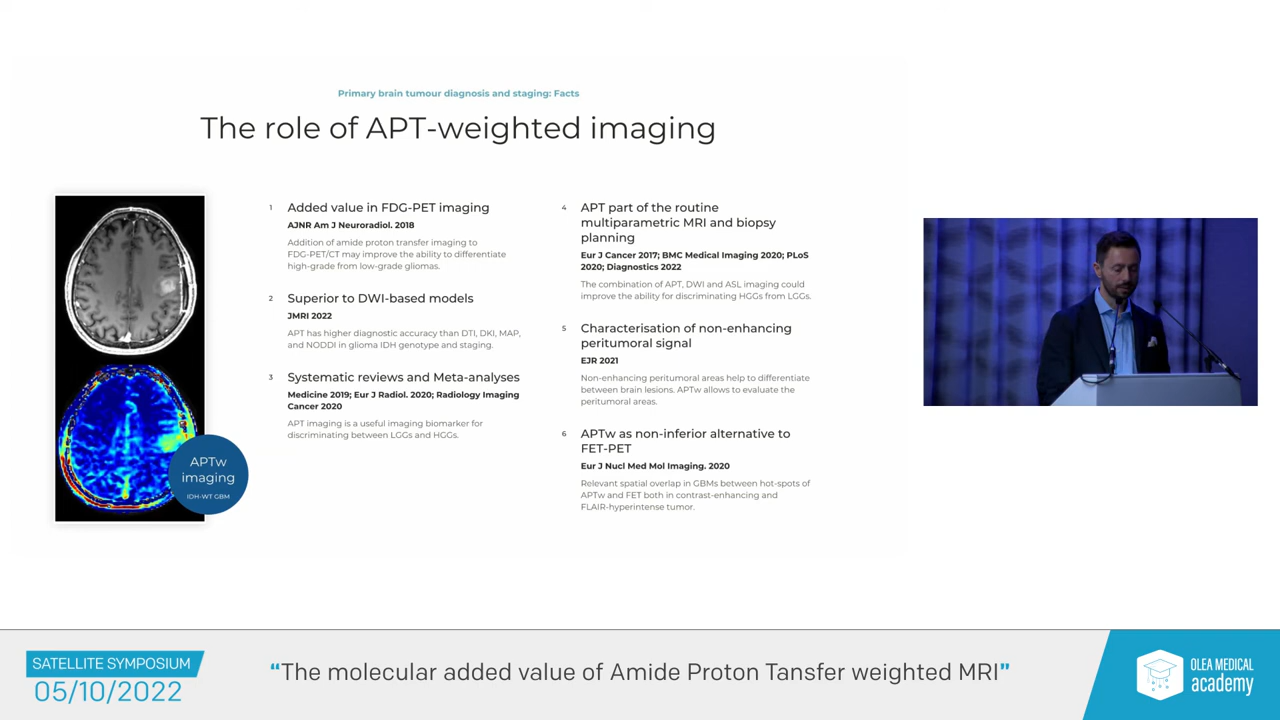 Primary brain tumour diagnosis and staging: Facts
The role of APT-weighted imaging
APTw
imaging
IDH-WT GBM
1
Added value in FDG-PET imaging
AJNR Am J Neuroradiol. 2018
Addition of amide proton transfer imaging to
FDG-PET/CT may improve the ability to differentiate
high-grade from low-grade gliomas.
2
Superior to DWI-based models
JMRI 2022
APT has higher diagnostic accuracy than DTI, DKI, MAP,
and NODDI in glioma IDH genotype and staging.
3
Systematic reviews and Meta-analyses
Medicine 2019; Eur J Radiol. 2020; Radiology Imaging
Cancer 2020
APT imaging is a useful imaging biomarker for
discriminating between LGGs and HGGs.
4
APT part of the routine
multiparametric MRI and biopsy
planning
Eur J Cancer 2017; BMC Medical Imaging 2020; PLoS
2020; Diagnostics 2022
The combination of APT, DWI and ASL imaging could
improve the ability for discriminating HGGs from LGGs.
5
Characterisation of non-enhancing
peritumoral signal
EJR 2021
Non-enhancing peritumoral areas help to differentiate
between brain lesions. APTw allows to evaluate the
peritumoral areas.
6
APTw as non-inferior alternative to
FET-PET
Eur J Nucl Med Mol Imaging. 2020
Relevant spatial overlap in GBMs between hot-spots of
APTw and FET both in contrast-enhancing and
FLAIR-hyperintense tumor.
SATELLITE SYMPOSIUM
05/10/2022
“The molecular added value of Amide Proton Tansfer weighted MRI”
OLEA MEDICAL
academy